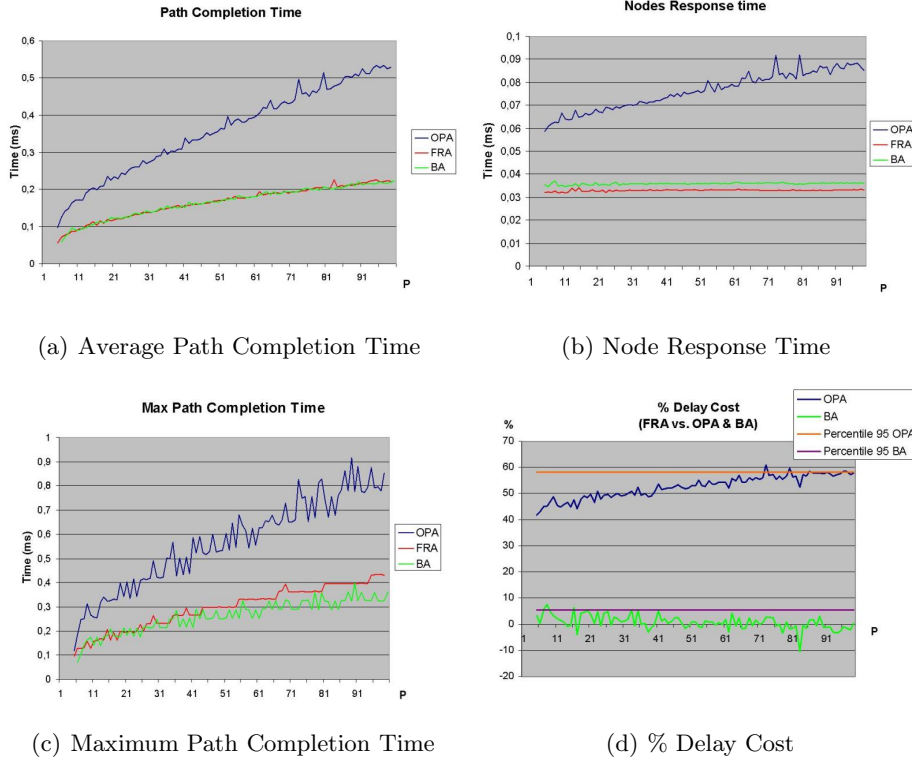 Path Completion Time
0,6
0,5
0,4
0,3
0,2
0,1
0
Time (ms)
1 11 21 31 41 51 61 71 81 91
P
OPA
FRA
BA
(a) Average Path Completion Time
Nodes Response time
0,1
0,09
0,08
0,07
0,06
0,05
0,04
0,03
0,02
0,01
0
Time (ms)
1 11 21 31 41 51 61 71 81 91
P
OPA
FRA
BA
(b) Node Response Time
Max Path Completion Time
1
0,9
0,8
0,7
0,6
0,5
0,4
0,3
0,2
0,1
0
Time (ms)
1 11 21 31 41 51 61 71 81 91
P
OPA
FRA
BA
(c) Maximum Path Completion Time
% Delay Cost
(FRA vs. OPA & BA)
%
70
60
50
40
30
20
10
0
-10
-20
1 11 21 31 41 51 61 71 81 91
P
OPA
BA
Percentile 95 OPA
Percentile 95 BA
(d) % Delay Cost